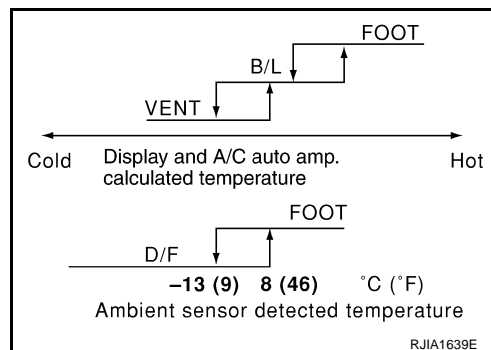 FOOT
B/L
VENT
Cold Display and A/C auto amp. Hot
calculated temperature
FOOT
D/F
–13 (9) 8 (46) °C (°F)
Ambient sensor detected temperature
RJIA1639E